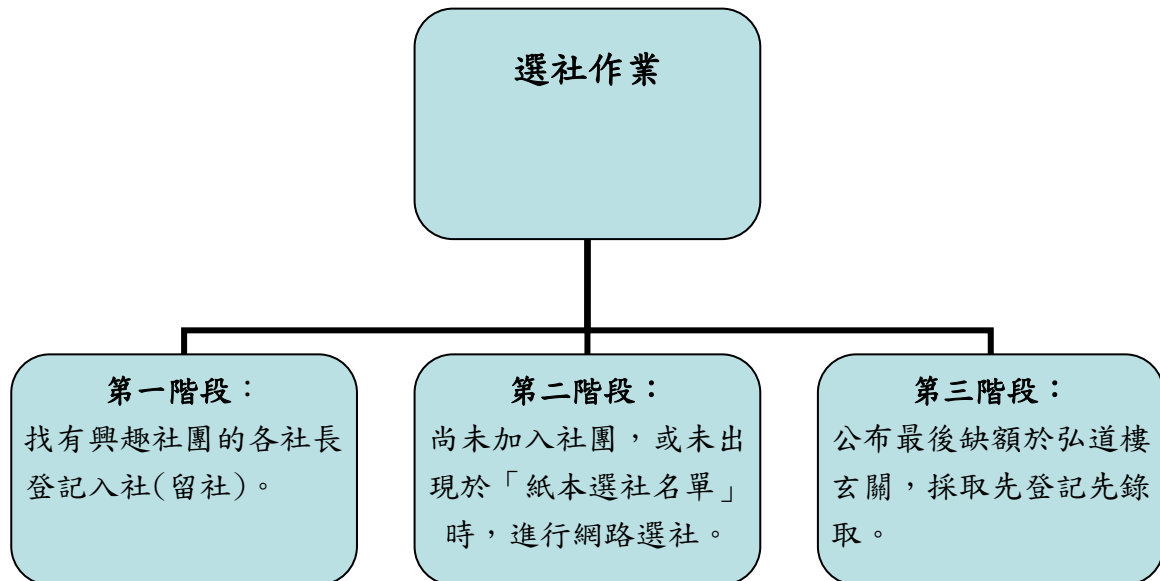 選社作業
第一階段：
找有興趣社團的各社長
登記入社(留社)。
第二階段：
尚未加入社團，或未出
現於「紙本選社名單」
時，進行網路選社。
第三階段：
公布最後缺額於弘道樓
玄關，採取先登記先錄
取。